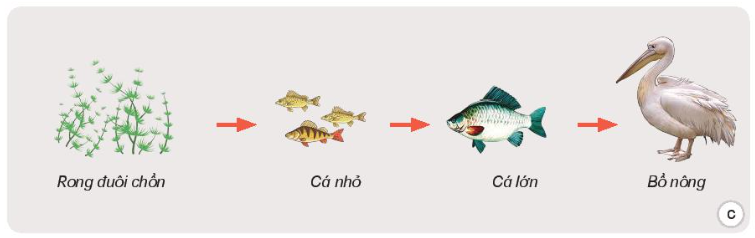 Rong đuôi chồn
Cá nhỏ
Cá lớn
Bồ nông
C